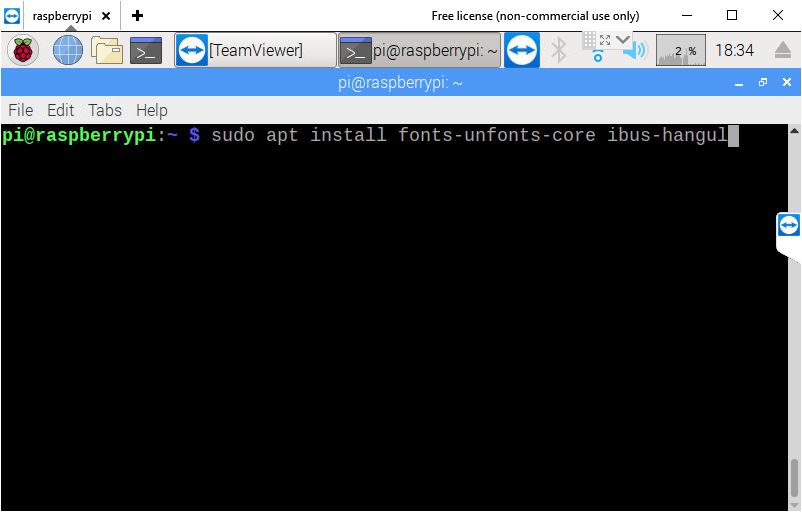 raspberrypi
Free license (non-commercial use only)
[TeamViewer]
pi@raspberrypi: ~
2 %
18:34
pi@raspberrypi: ~
File Edit Tabs Help
pi@raspberrypi:~ $ sudo apt install fonts-unfonts-core ibus-hangul